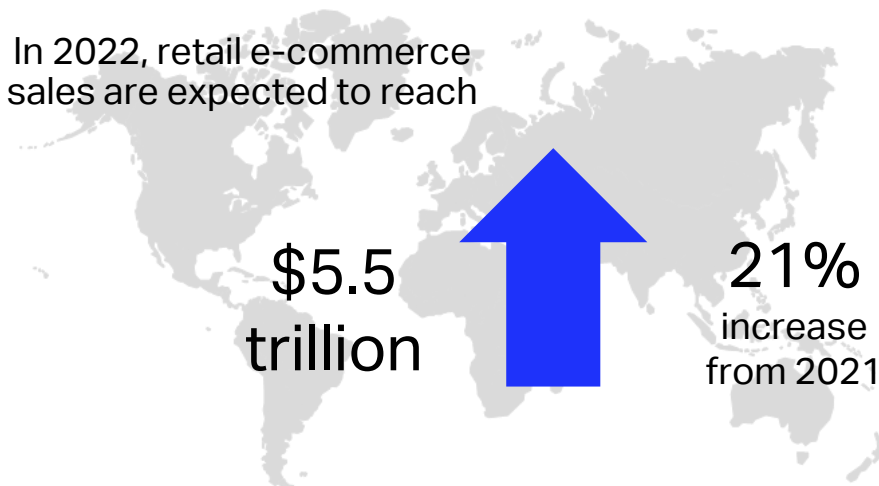 In 2022, retail e-commerce
sales are expected to reach
$5.5
trillion
21%
increase
from 2021